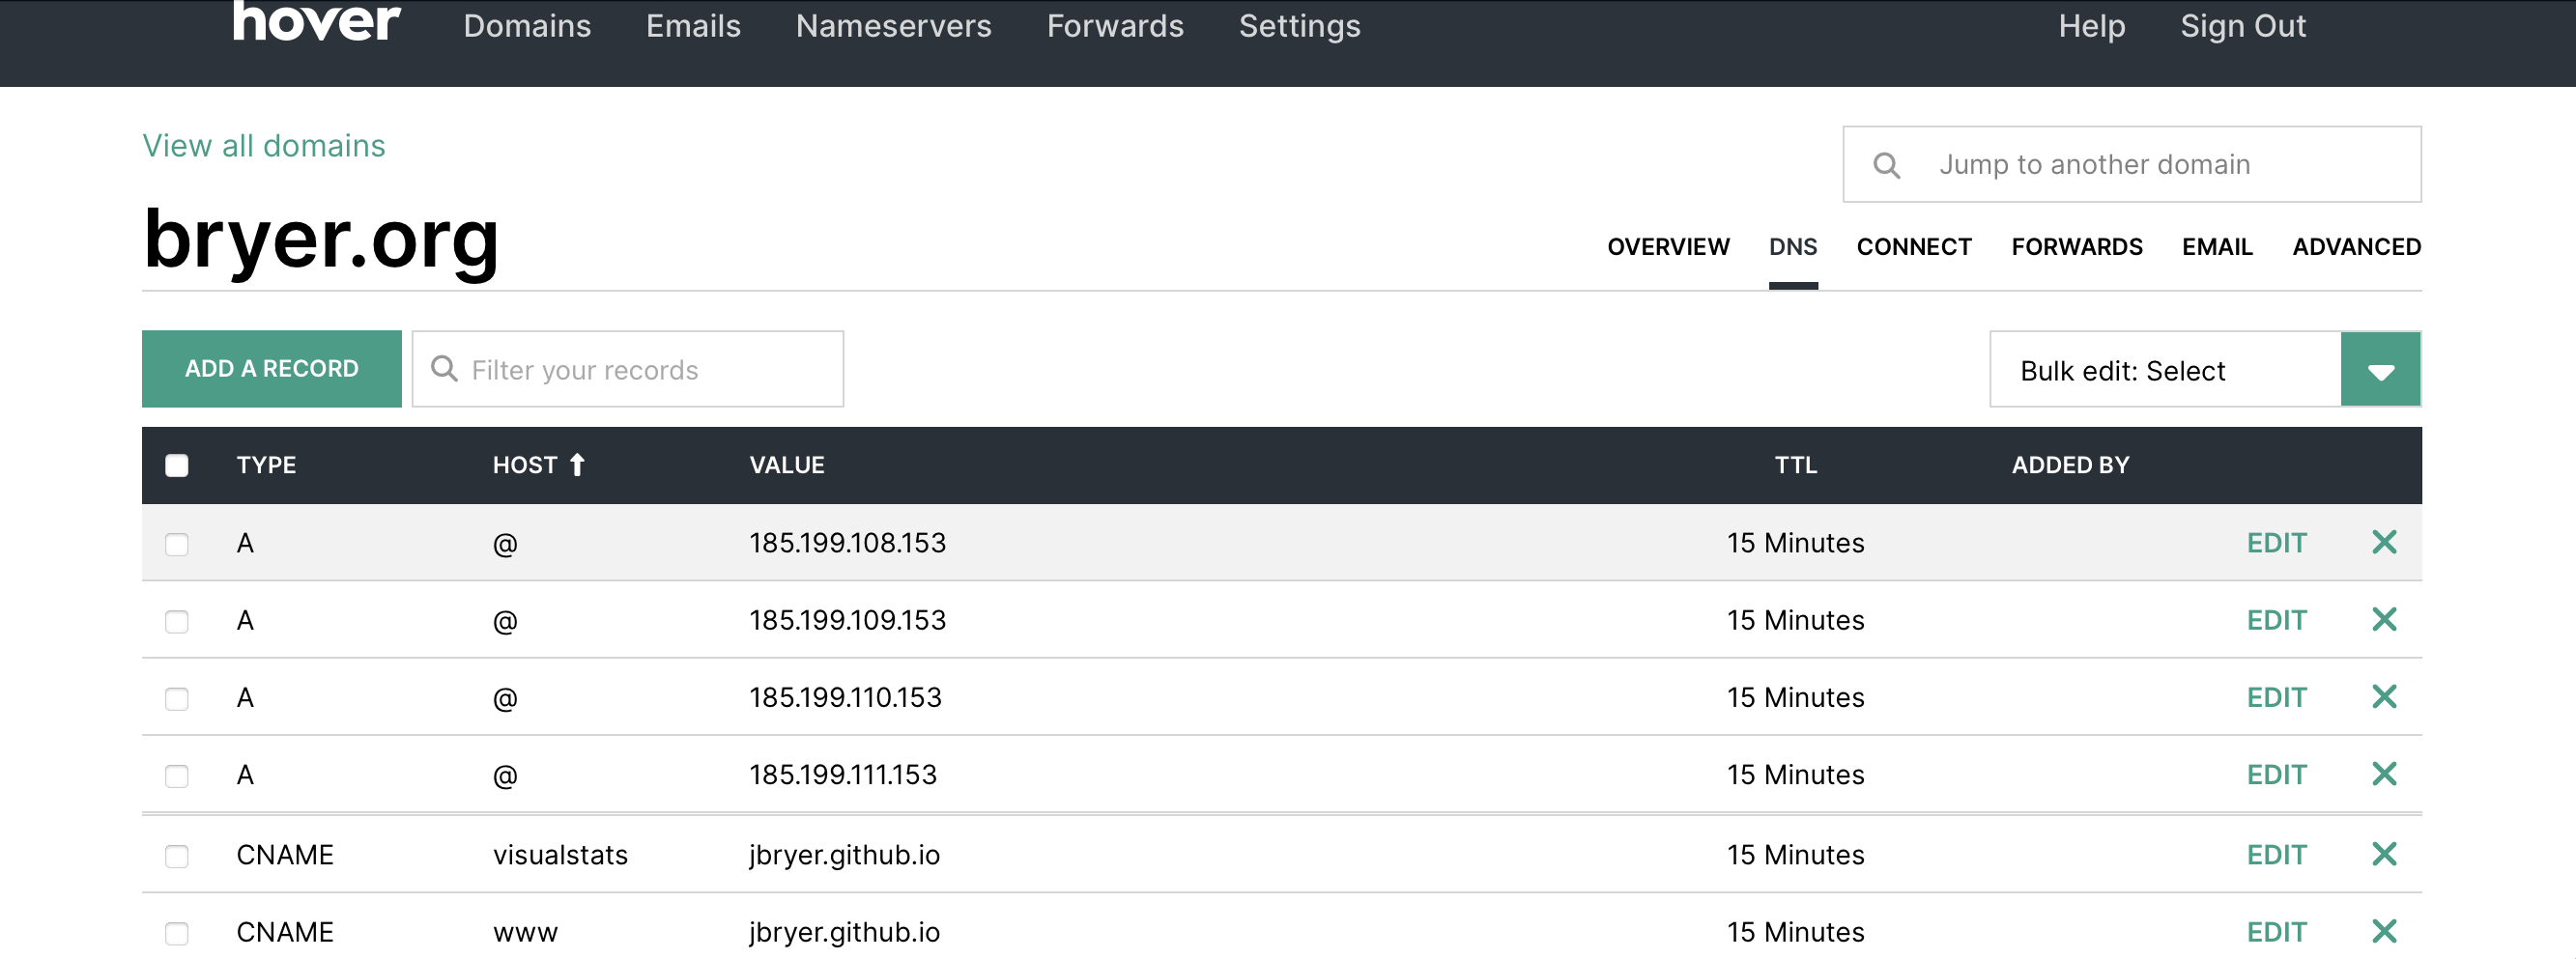 hover Domains Emails Nameservers Forwards Settings Help Sign Out
View all domains
Jump to another domain
bryer.org
OVERVIEW DNS CONNECT FORWARDS EMAIL ADVANCED
ADD A RECORD Filter your records Bulk edit: Select
TYPE HOST VALUE TTL ADDED BY
A @ 185.199.108.153 15 Minutes EDIT
A @ 185.199.109.153 15 Minutes EDIT
A @ 185.199.110.153 15 Minutes EDIT
A @ 185.199.111.153 15 Minutes EDIT
CNAME visualstats jbryer.github.io 15 Minutes EDIT
CNAME www jbryer.github.io 15 Minutes EDIT